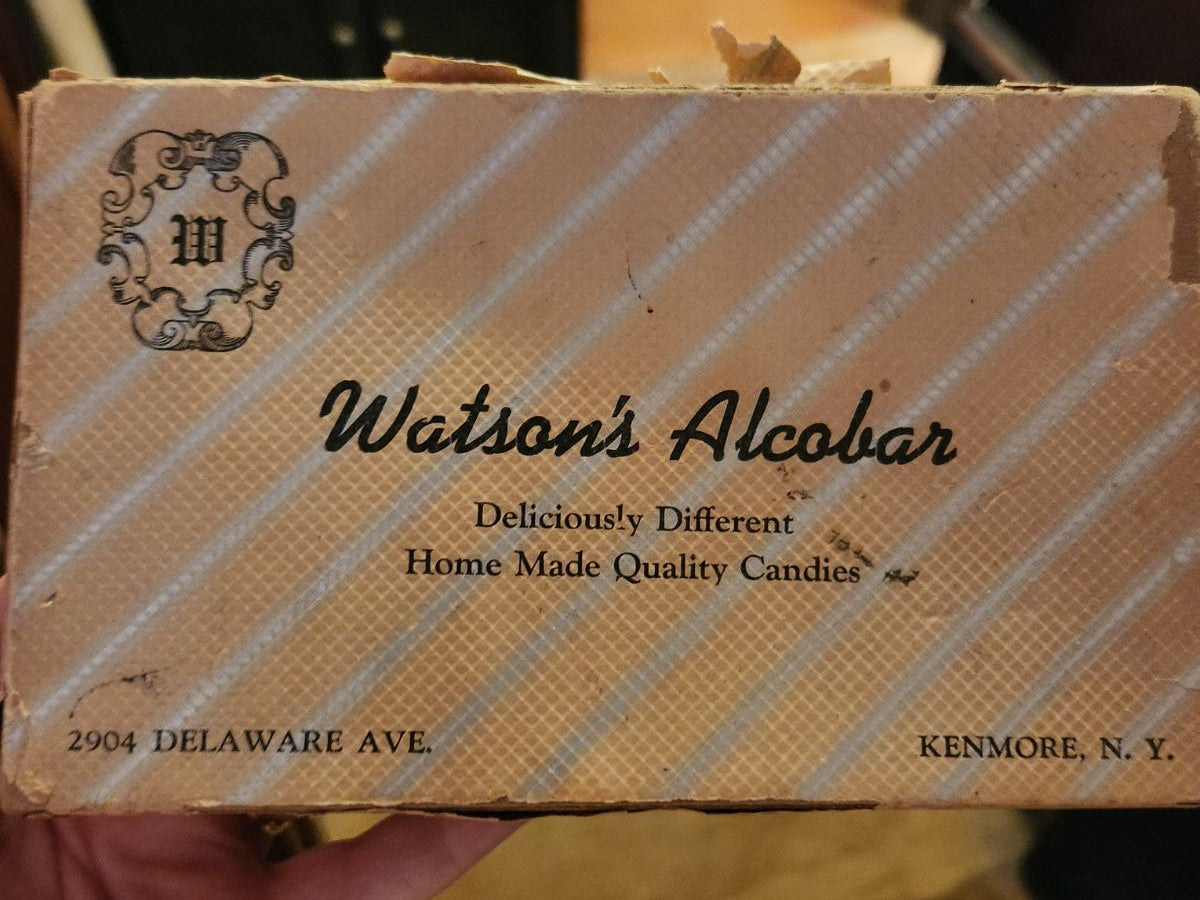 W
Watson's Alcobar
Deliciously Different
Home Made Quality Candies
2904 DELAWARE AVE.
KENMORE, N. Y.